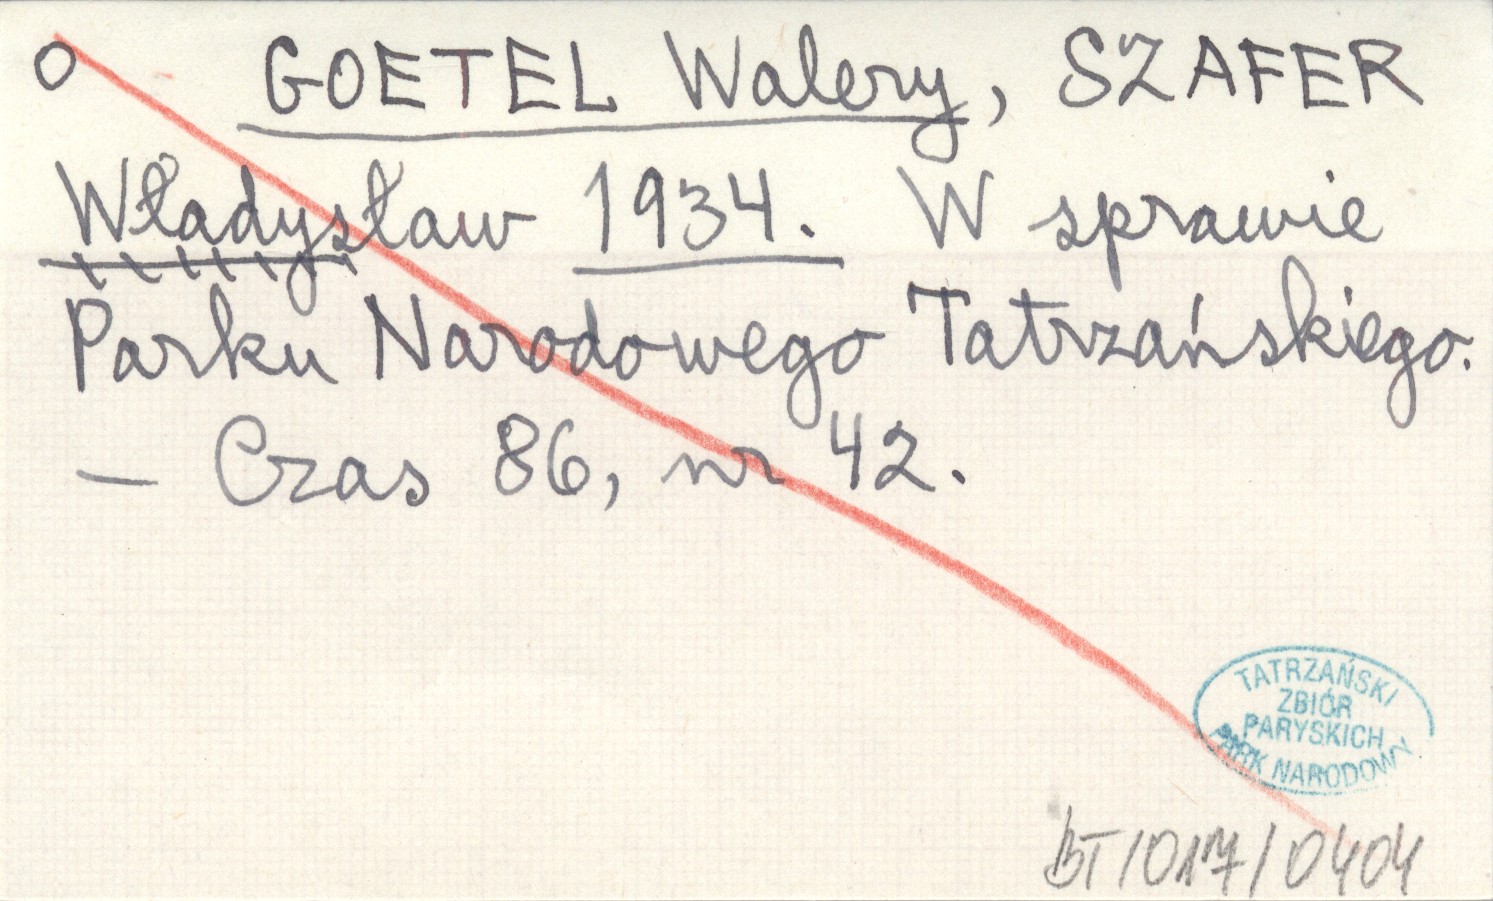 O GOETEL Walery, SZAFER
Władysław 1934. W sprawie
Parku Narodowego Tatrzańskiego.
— Czas 86, nr 42.
TATRZAŃSKI
ZBIÓR
PARYSKICH
PARK NARODOWY
BT/017/0404